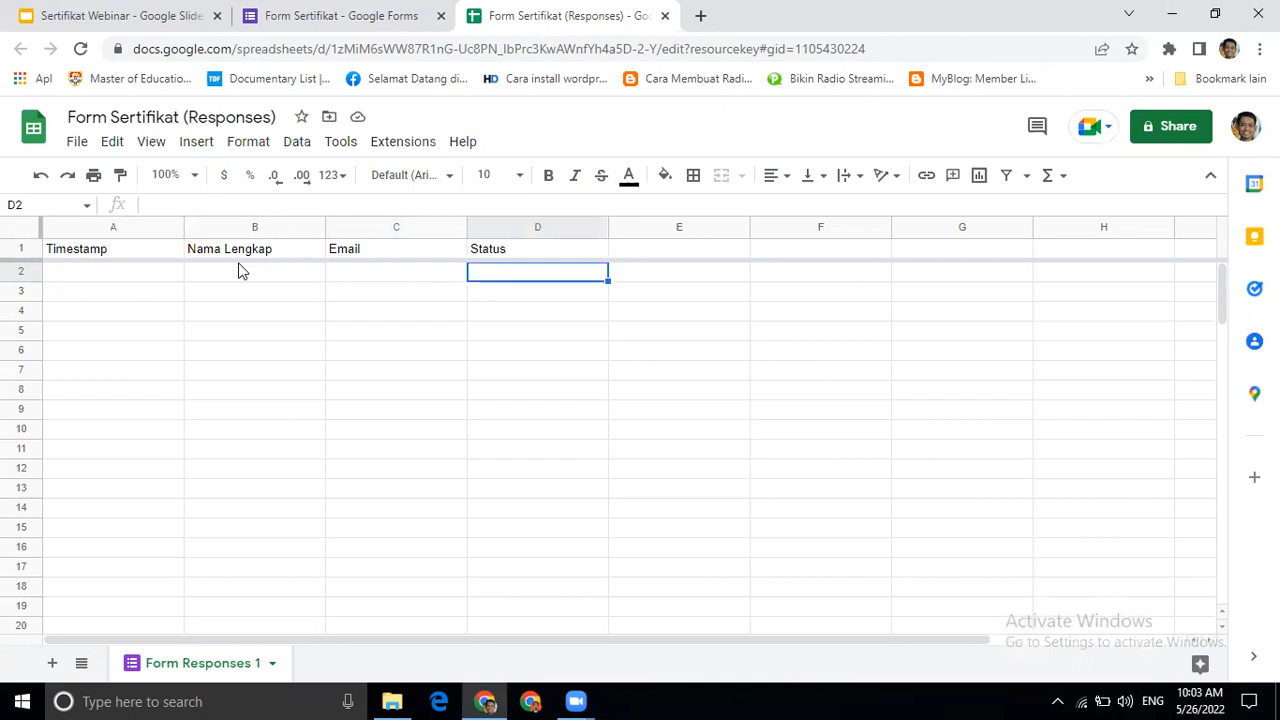 Sertifikat Webinar - Google Slid
Form Sertifikat - Google Forms
Form Sertifikat (Responses) - Go
docs.google.com/spreadsheets/d/1zMiM6sWW87R1nG-Uc8PN_IbPrc3KwAWnfYh4a5D-2-Y/edit?resourcekey#gid=1105430224
Apl
Master of Education...
TDF
Documentary List |...
Selamat Datang di...
HD
Cara install wordpr...
Cara Membuat Radi...
Bikin Radio Streami...
MyBlog: Member Li...
»
Bookmark lain
Form Sertifikat (Responses)
Share
File Edit View Insert Format Data Tools Extensions Help
100% $ % .0 .00 123 Default (Ari... 10 B I S A Σ
D2 fx
A B C D E F G H
1 Timestamp Nama Lengkap Email Status
2
3
4
5
6
7
8
9
10
11
12
13
14
15
16
17
18
19
20
Activate Windows
Go to Settings to activate Windows.
Form Responses 1
Type here to search
ENG
10:03 AM
5/26/2022